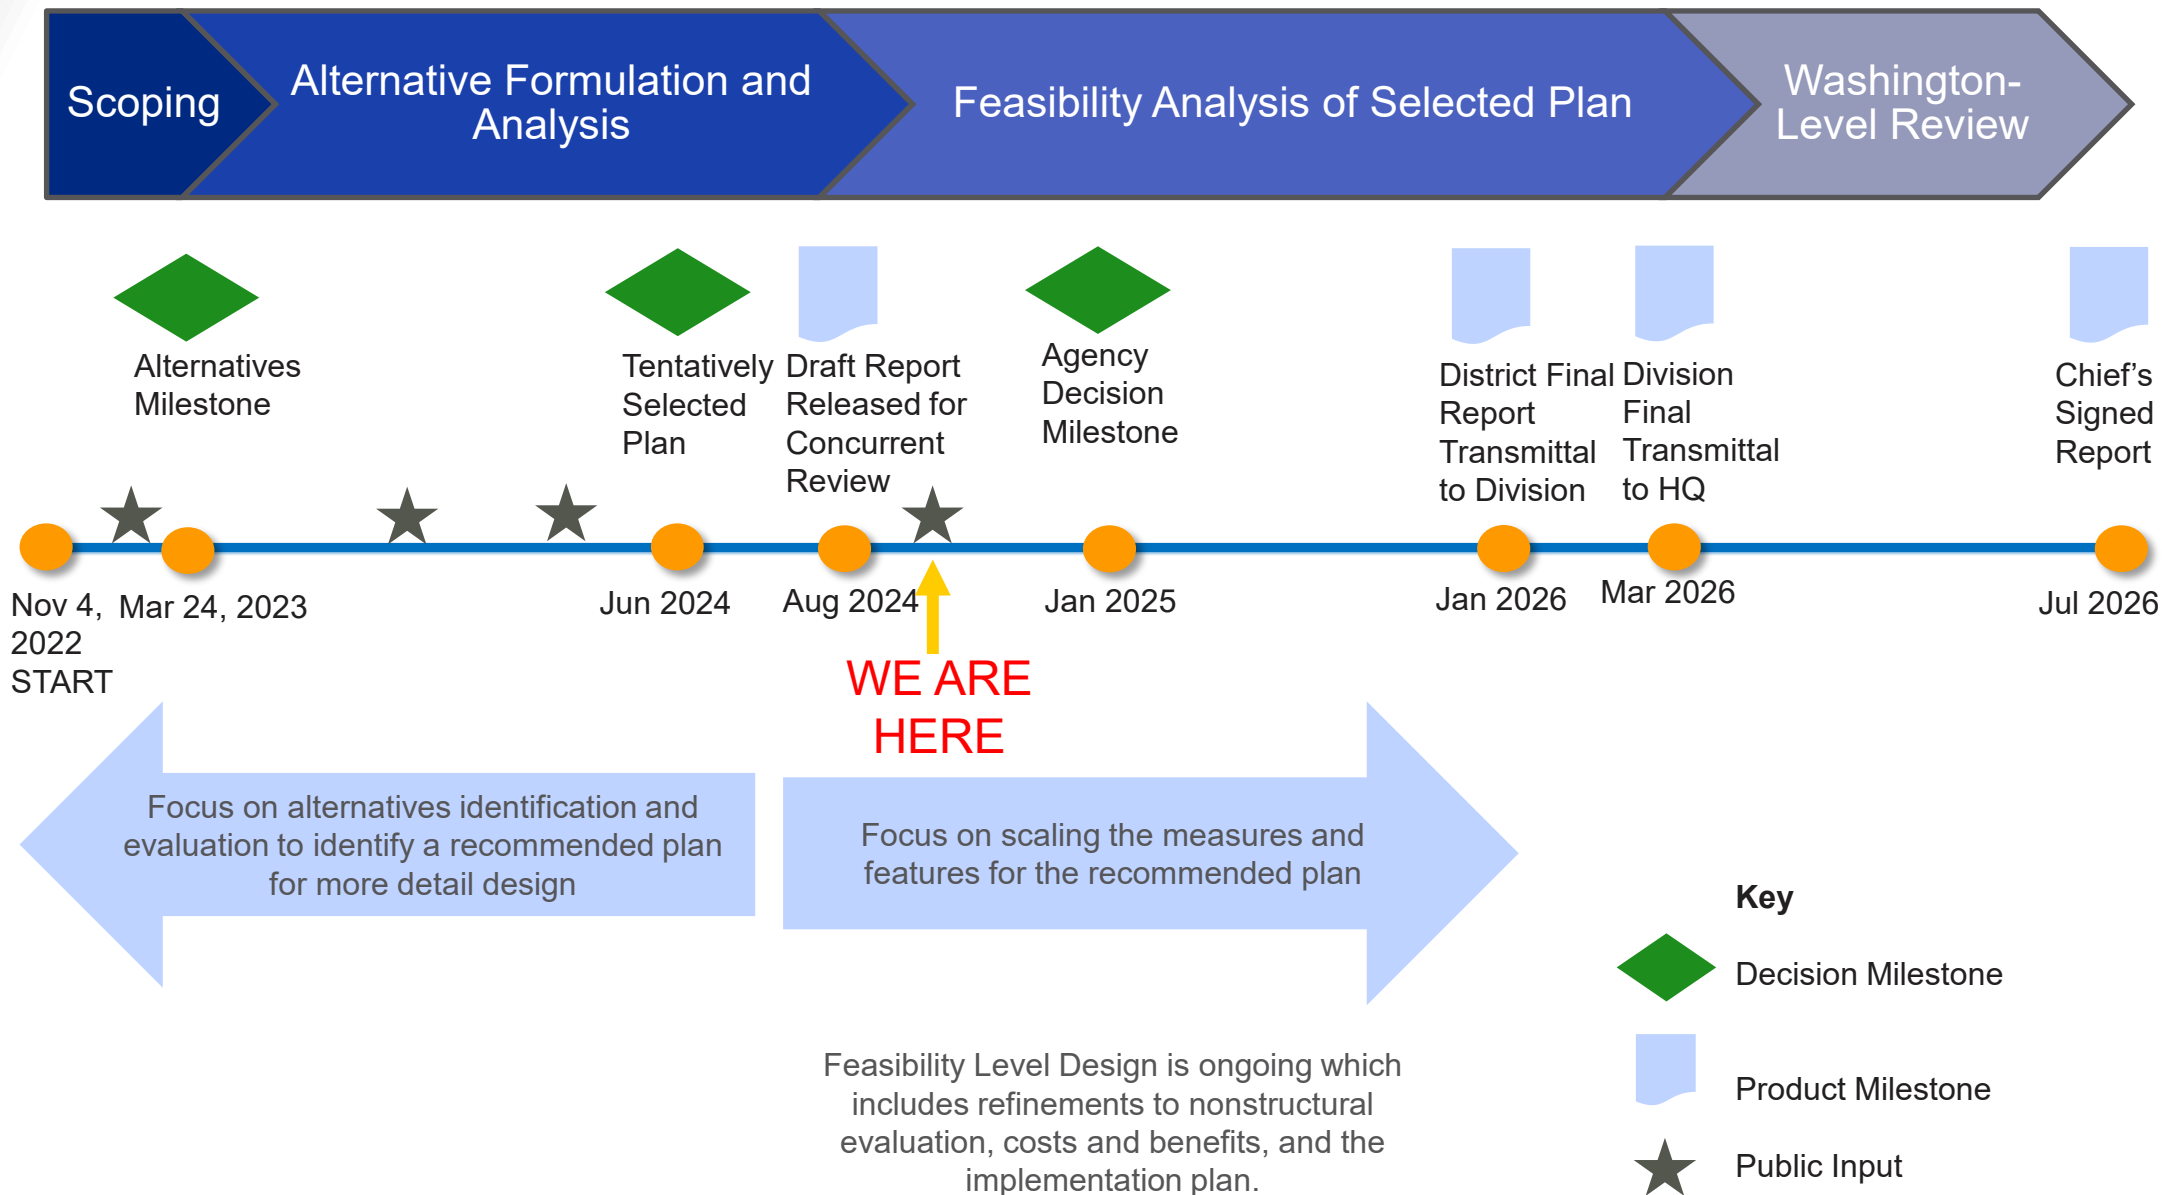 Scoping
Alternative Formulation and
Analysis
Feasibility Analysis of Selected Plan
Washington-
Level Review
Alternatives
Milestone
Tentatively
Selected
Plan
Draft Report
Released for
Concurrent
Review
Agency
Decision
Milestone
District Final
Report
Transmittal
to Division
Division
Final
Transmittal
to HQ
Chief’s
Signed
Report
Nov 4,
2022
START
Mar 24, 2023
Jun 2024
Aug 2024
Jan 2025
Jan 2026
Mar 2026
Jul 2026
WE ARE
HERE
Focus on alternatives identification and
evaluation to identify a recommended plan
for more detail design
Focus on scaling the measures and
features for the recommended plan
Feasibility Level Design is ongoing which
includes refinements to nonstructural
evaluation, costs and benefits, and the
implementation plan.
Key
Decision Milestone
Product Milestone
Public Input